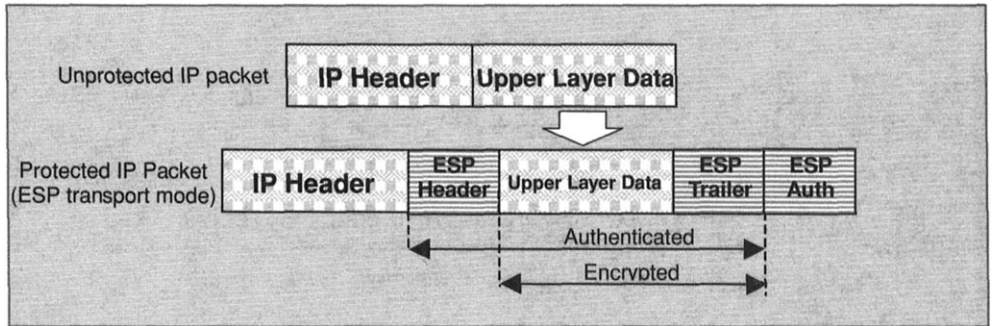 Unprotected IP packet
IP Header
Upper Layer Data
Protected IP Packet
(ESP transport mode)
IP Header
ESP
Header
Upper Layer Data
ESP
Trailer
ESP
Auth
Authenticated
Encrypted